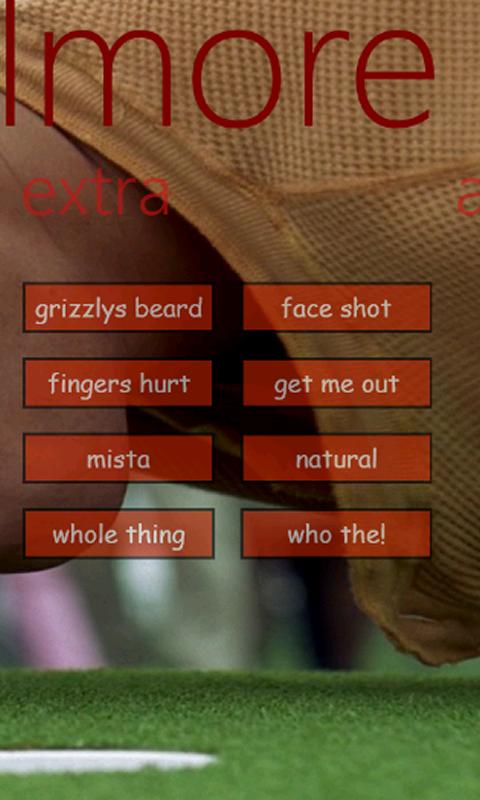 lmore
extra
a
grizzlys beard
face shot
fingers hurt
get me out
mista
natural
whole thing
who the!